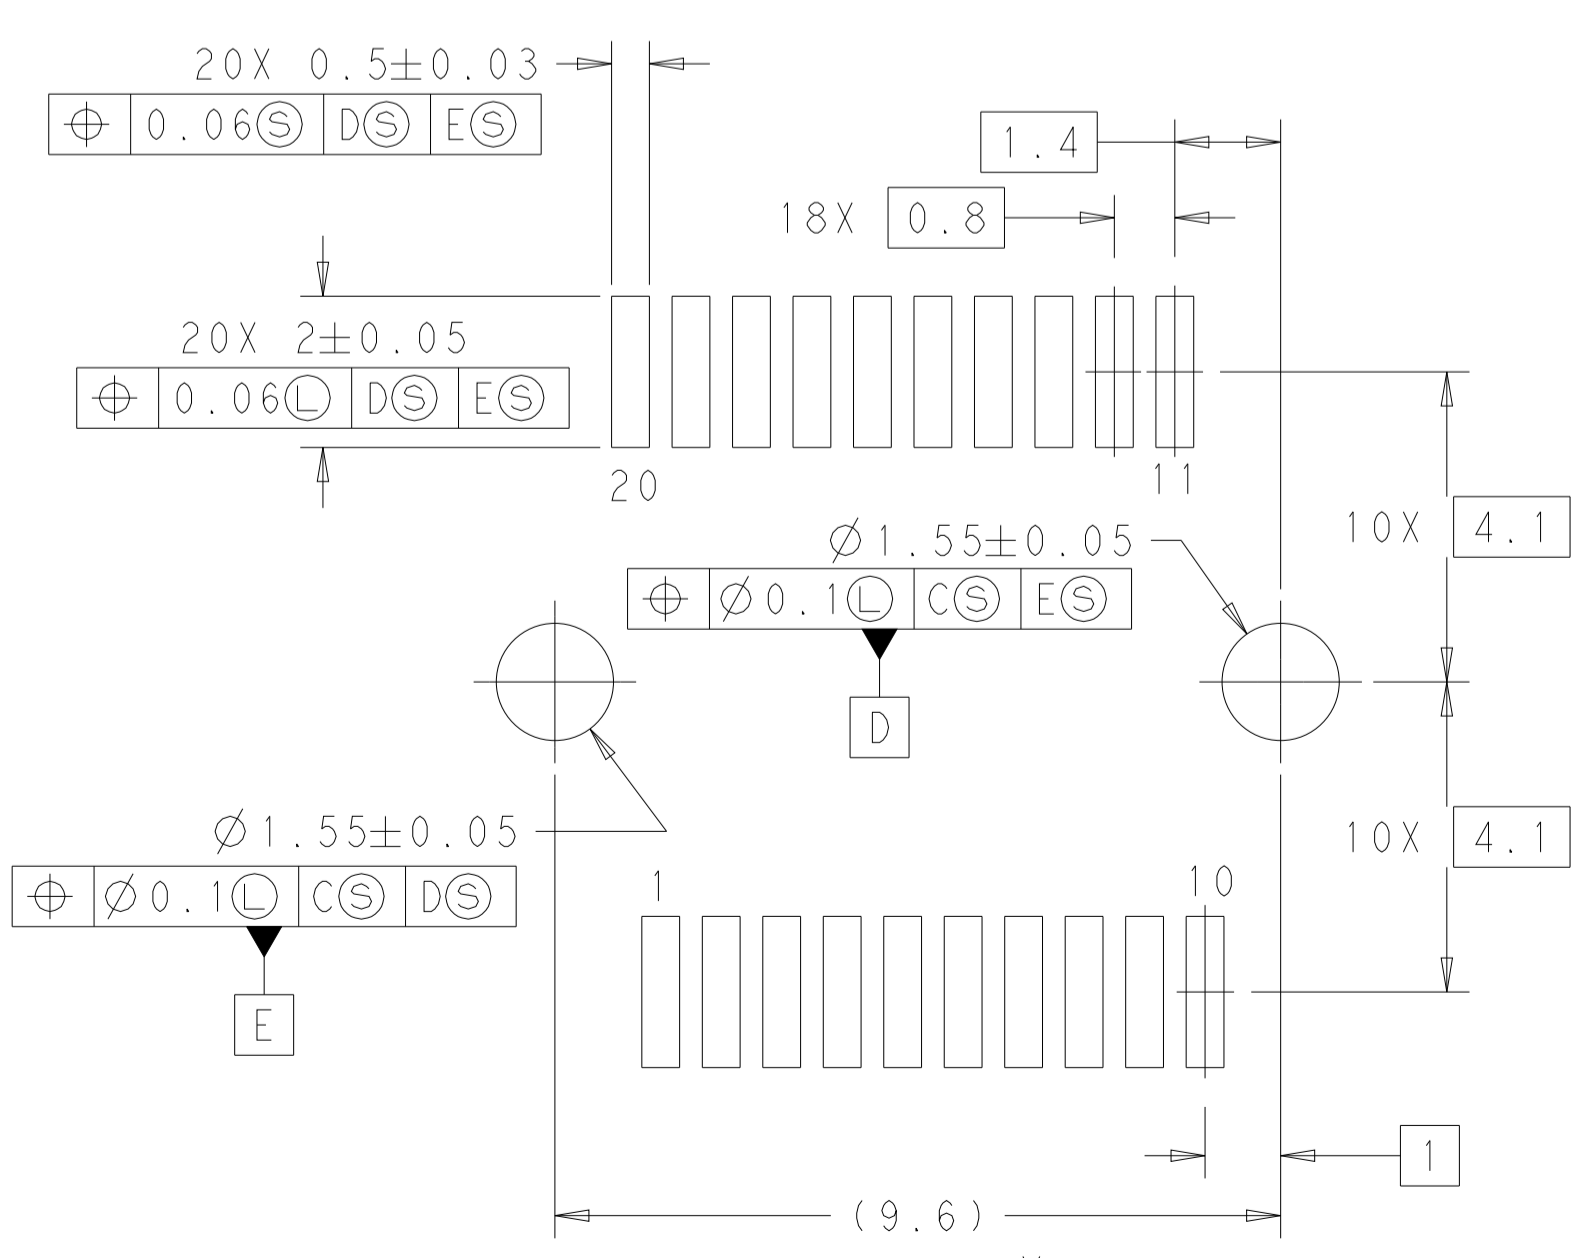 20X 0.5±0.03
⌖ 0.06Ⓢ DⓈ EⓈ
1.4
18X 0.8
20X 2±0.05
⌖ 0.06Ⓛ DⓈ EⓈ
20 11
10X 4.1
Ø1.55±0.05
⌖ Ø0.1Ⓛ CⓈ EⓈ
D
Ø1.55±0.05
10X 4.1
⌖ Ø0.1Ⓛ CⓈ DⓈ
1 10
E
1
(9.6)